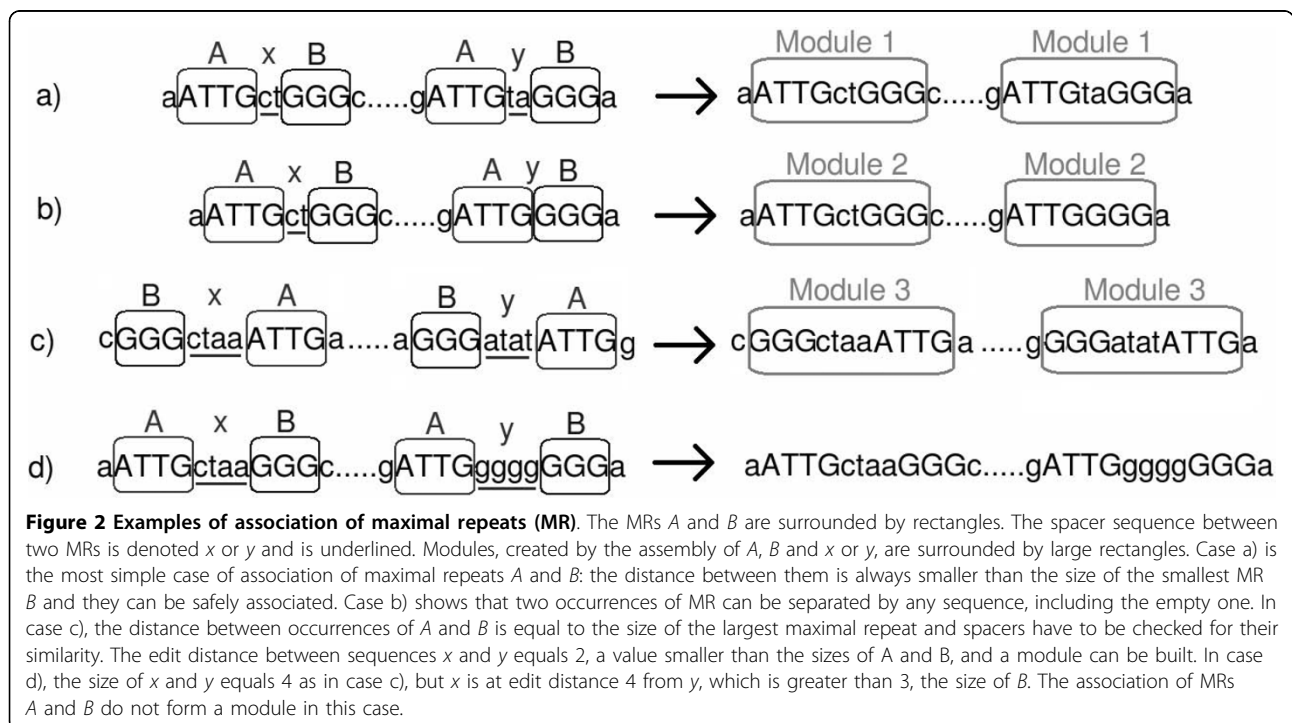 A x B A y B Module 1 Module 1
a) aATTGctGGGc.....gATTGtaGGGa aATTGctGGGc.....gATTGtaGGGa
A x B A y B Module 2 Module 2
b) aATTGctGGGc.....gATTGGGGa aATTGctGGGc.....gATTGGGGa
B x A B y A Module 3 Module 3
c) cGGGctaaATTGa.....aGGGatatATTGg cGGGctaaATTGa.....gGGGatatATTGa
A x B A y B
d) aATTGctaaGGGc.....gATTGggggGGGa aATTGctaaGGGc.....gATTGggggGGGa
Figure 2 Examples of association of maximal repeats (MR). The MRs A and B are surrounded by rectangles. The spacer sequence between
two MRs is denoted x or y and is underlined. Modules, created by the assembly of A, B and x or y, are surrounded by large rectangles. Case a) is
the most simple case of association of maximal repeats A and B: the distance between them is always smaller than the size of the smallest MR
B and they can be safely associated. Case b) shows that two occurrences of MR can be separated by any sequence, including the empty one. In
case c), the distance between occurrences of A and B is equal to the size of the largest maximal repeat and spacers have to be checked for their
similarity. The edit distance between sequences x and y equals 2, a value smaller than the sizes of A and B, and a module can be built. In case
d), the size of x and y equals 4 as in case c), but x is at edit distance 4 from y, which is greater than 3, the size of B. The association of MRs
A and B do not form a module in this case.